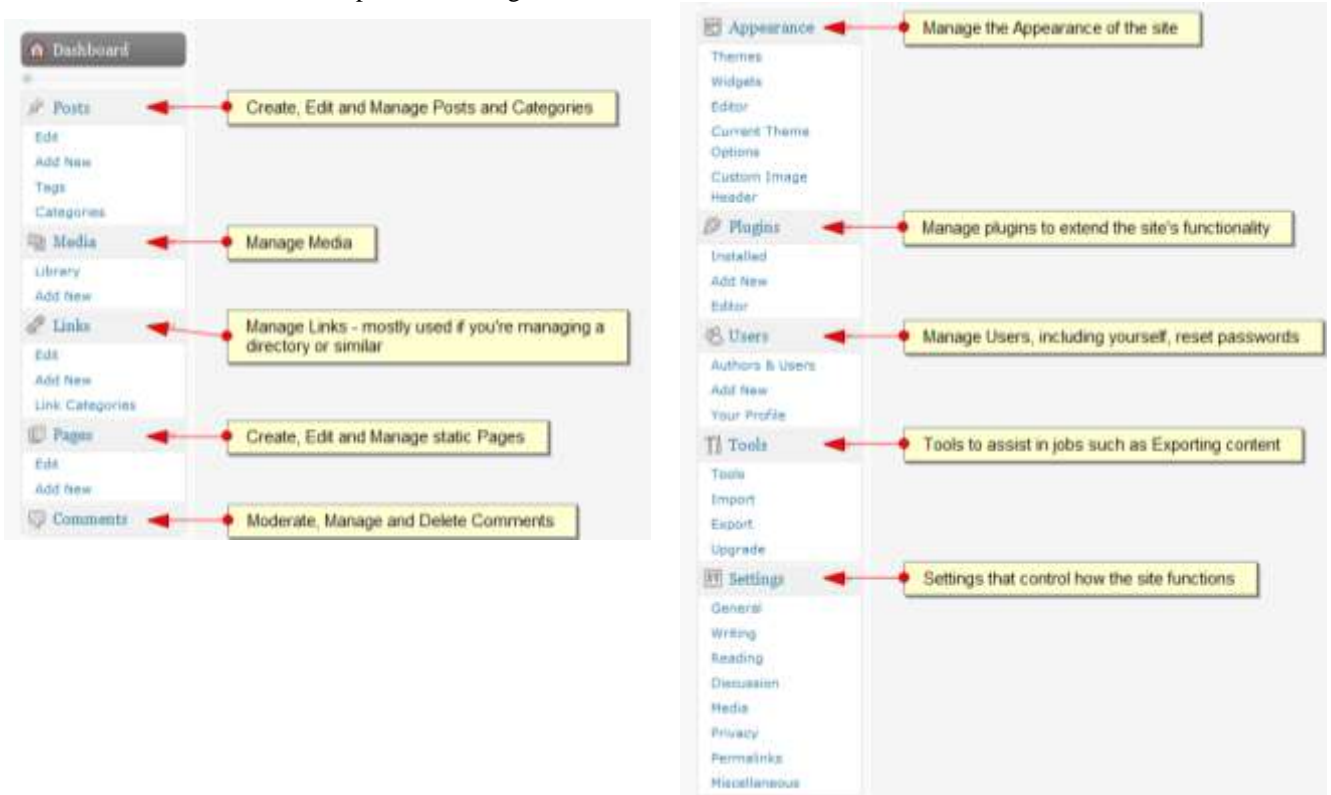 Dashboard
Posts
Create, Edit and Manage Posts and Categories
Edit
Add New
Tags
Categories
Media
Manage Media
Library
Add New
Links
Manage Links - mostly used if you're managing a
directory or similar
Edit
Add New
Link Categories
Pages
Create, Edit and Manage static Pages
Edit
Add New
Comments
Moderate, Manage and Delete Comments
Appearance
Manage the Appearance of the site
Themes
Widgets
Editor
Current Theme
Options
Custom Image
Header
Plugins
Manage plugins to extend the site's functionality
Installed
Add New
Editor
Users
Manage Users, including yourself, reset passwords
Authors & Users
Add New
Your Profile
Tools
Tools to assist in jobs such as Exporting content
Tools
Import
Export
Upgrade
Settings
Settings that control how the site functions
General
Writing
Reading
Discussion
Media
Privacy
Permalinks
Miscellaneous